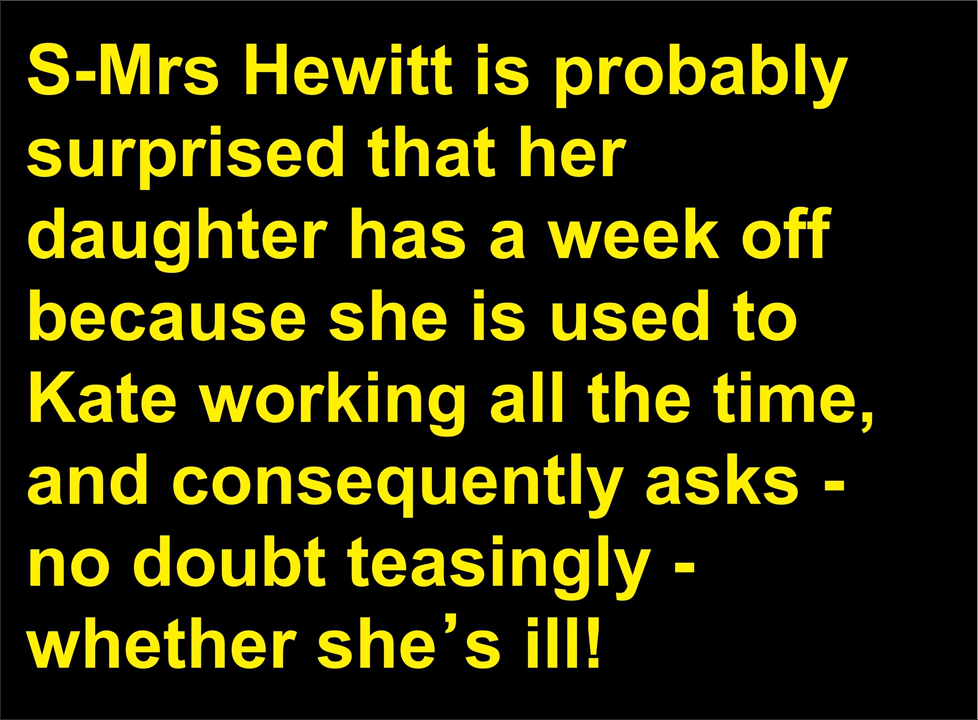 S-Mrs Hewitt is probably
surprised that her
daughter has a week off
because she is used to
Kate working all the time,
and consequently asks -
no doubt teasingly -
whether she’s ill!